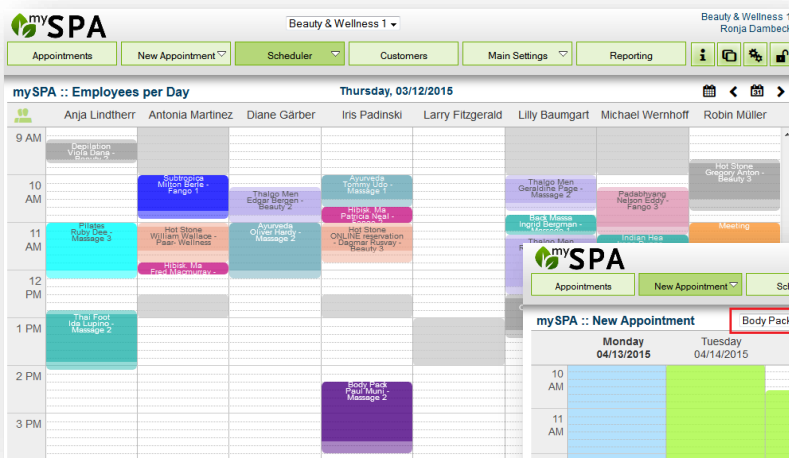 mySPA
Beauty & Wellness 1
Beauty & Wellness 1
Ronja Dambeck
Appointments
New Appointment
Scheduler
Customers
Main Settings
Reporting
mySPA :: Employees per Day
Thursday, 03/12/2015
Anja Lindtherr
Antonia Martinez
Diane Gärber
Iris Padinski
Larry Fitzgerald
Lilly Baumgart
Michael Wernhoff
Robin Müller
9 AM
Depilation
Viola Dana -
Beauty 2
Hot Stone
Gregory Anton -
Beauty 3
10
AM
Subtropica
Milton Berle -
Fango 1
Thalgo Men
Edgar Bergen -
Beauty 2
Ayurveda
Tommy Udo -
Massage 1
Hibisk. Ma
Patricia Neal -
Thalgo Men
Geraldine Page -
Massage 2
Padabhyang
Nelson Eddy -
Fango 3
11
AM
Pilates
Ruby Dee -
Massage 3
Hot Stone
William Wallace -
Paar- Wellness
Hibisk. Ma
Fred Macmurray -
Ayurveda
Oliver Hardy -
Massage 2
Hot Stone
ONLINE reservation
- Dagmar Rusvay -
Beauty 3
Back Massa
Ingrid Bergman -
Thalgo Men
Indian Hea
Meeting
12
PM
Thai Foot
Ida Lupino -
Massage 2
1 PM
2 PM
Body Pack
Paul Muni -
Massage 2
3 PM
mySPA
Appointments
New Appointment
Sch
mySPA :: New Appointment
Body Pack
Monday
04/13/2015
Tuesday
04/14/2015
10
AM
11
AM